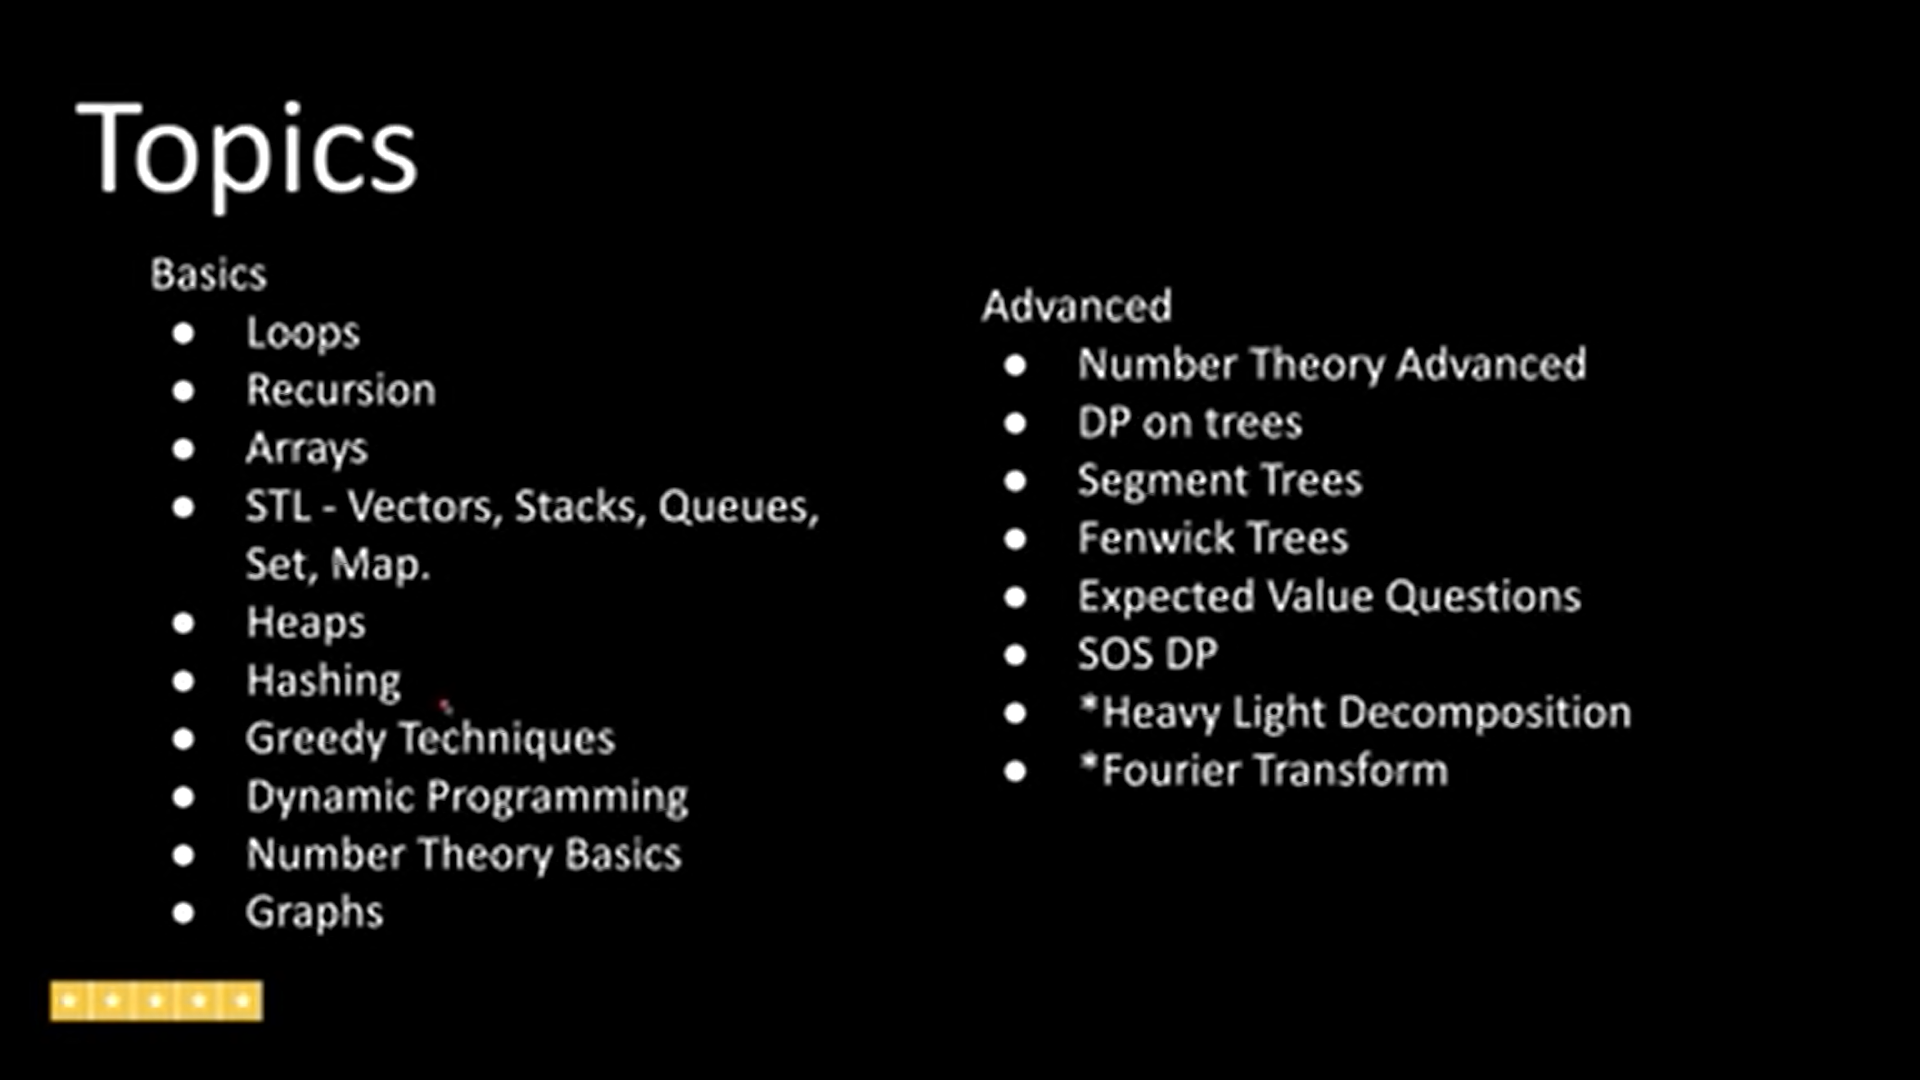 Topics
Basics
● Loops
● Recursion
● Arrays
● STL - Vectors, Stacks, Queues,
Set, Map.
● Heaps
● Hashing
● Greedy Techniques
● Dynamic Programming
● Number Theory Basics
● Graphs
Advanced
● Number Theory Advanced
● DP on trees
● Segment Trees
● Fenwick Trees
● Expected Value Questions
● SOS DP
● *Heavy Light Decomposition
● *Fourier Transform